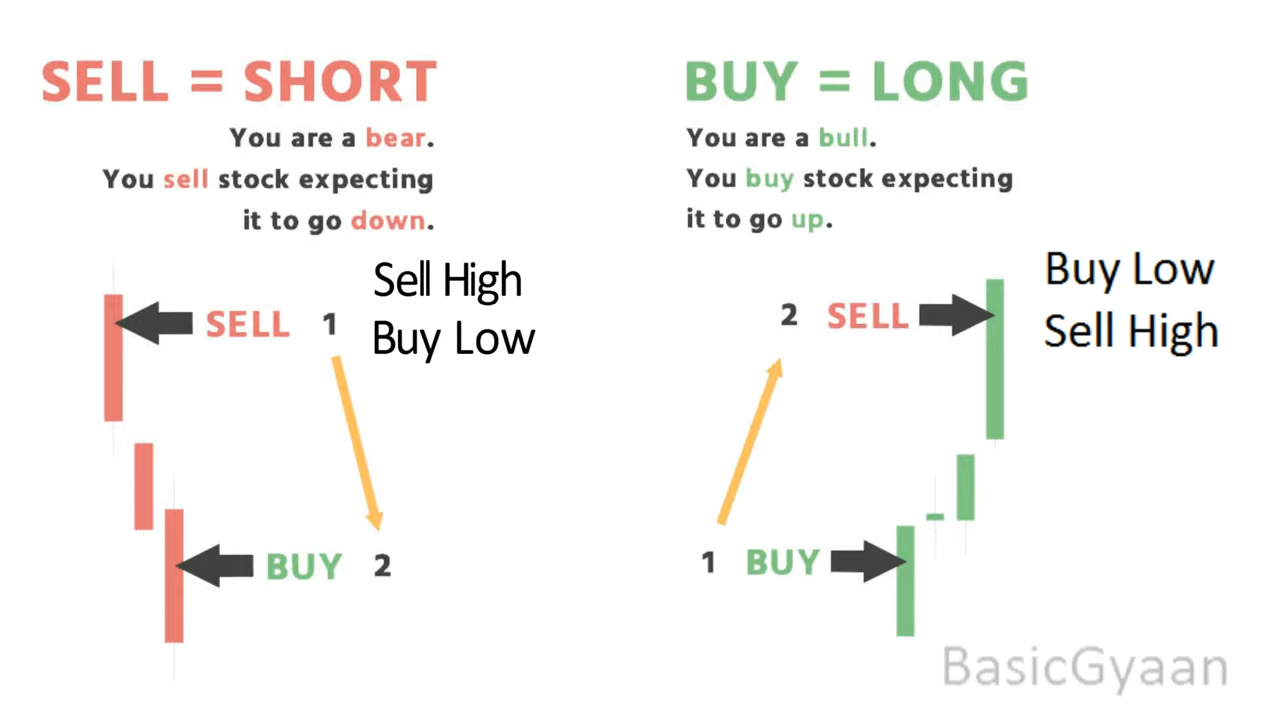 SELL = SHORT
You are a bear.
You sell stock expecting
it to go down.
Sell High
Buy Low
SELL 1
BUY 2
BUY = LONG
You are a bull.
You buy stock expecting
it to go up.
Buy Low
Sell High
2 SELL
1 BUY
BasicGyaan